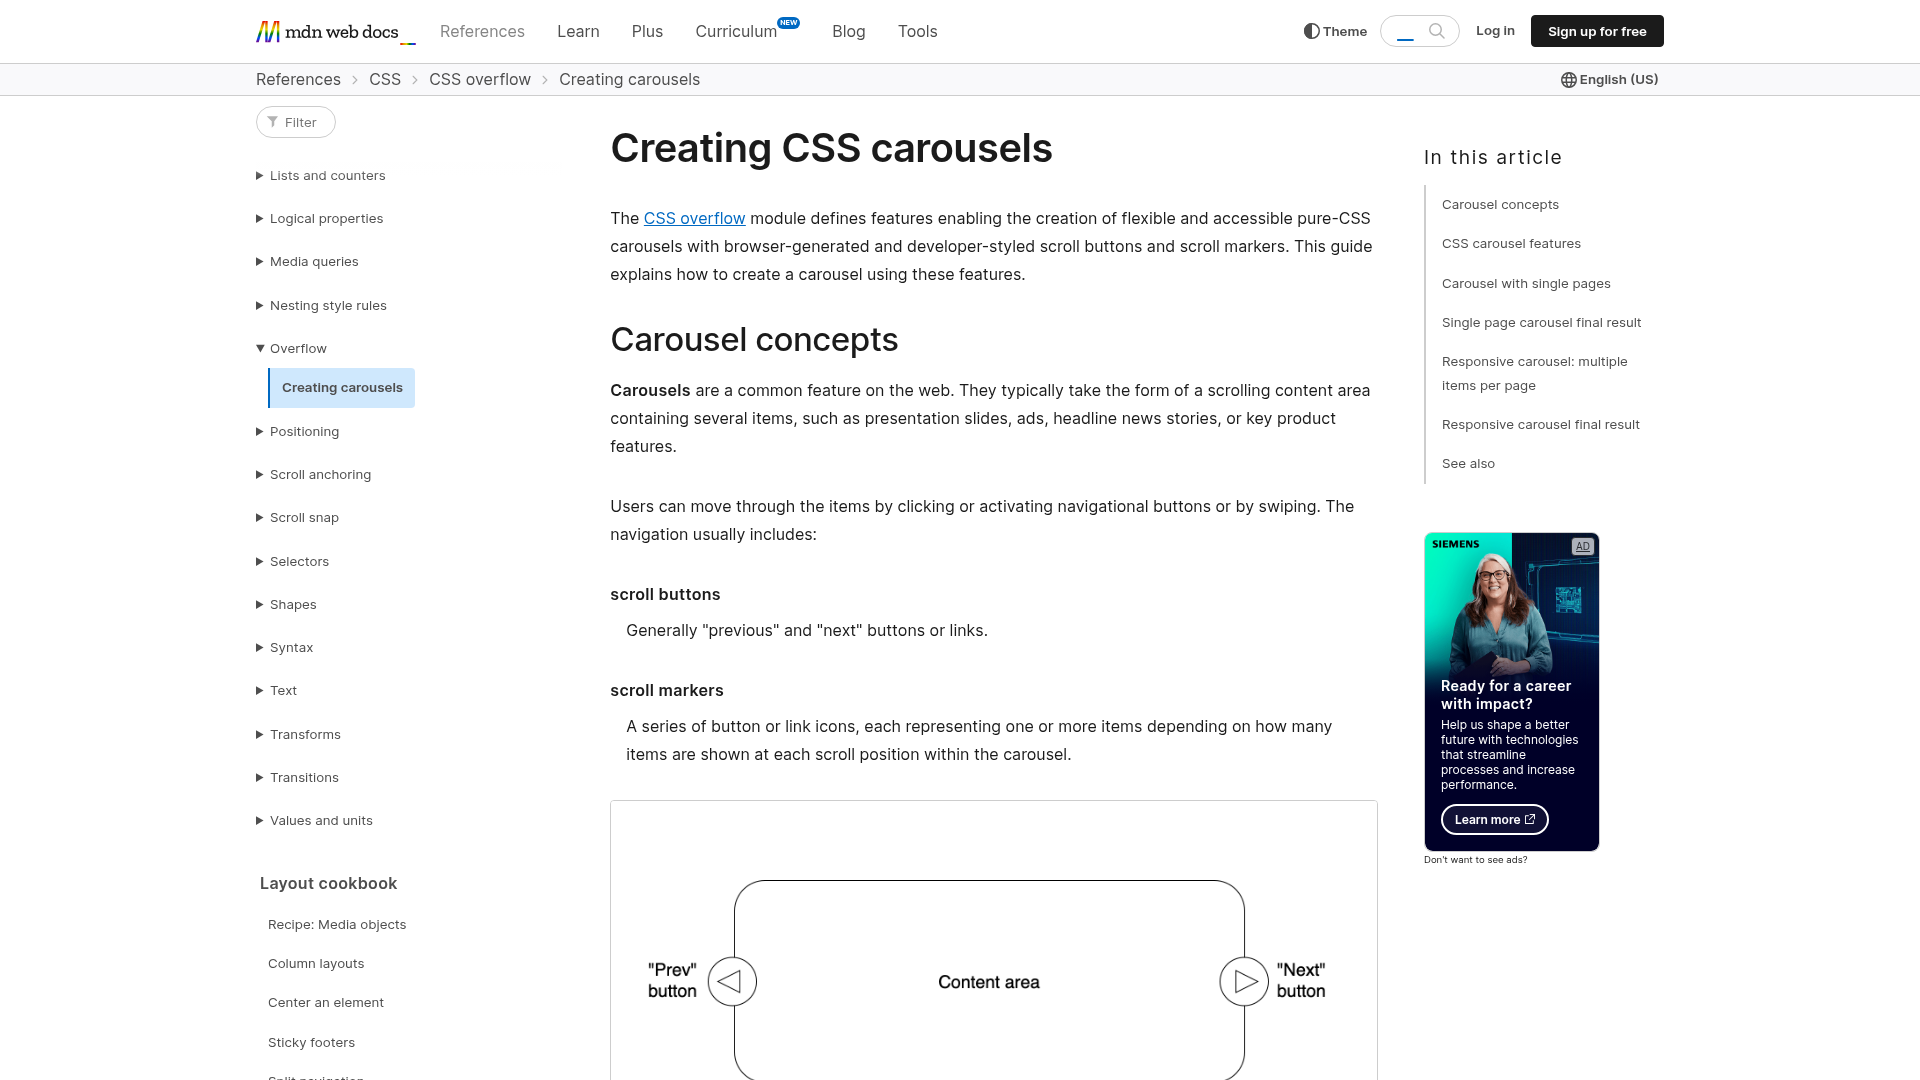 mdn web docs_
References
Learn
Plus
Curriculum NEW
Blog
Tools
Theme
Log in
Sign up for free
References
CSS
CSS overflow
Creating carousels
English (US)
Filter
Lists and counters
Logical properties
Media queries
Nesting style rules
Overflow
Creating carousels
Positioning
Scroll anchoring
Scroll snap
Selectors
Shapes
Syntax
Text
Transforms
Transitions
Values and units
Layout cookbook
Recipe: Media objects
Column layouts
Center an element
Sticky footers
Split navigation
Creating CSS carousels
The CSS overflow module defines features enabling the creation of flexible and accessible pure-CSS
carousels with browser-generated and developer-styled scroll buttons and scroll markers. This guide
explains how to create a carousel using these features.
Carousel concepts
Carousels are a common feature on the web. They typically take the form of a scrolling content area
containing several items, such as presentation slides, ads, headline news stories, or key product
features.
Users can move through the items by clicking or activating navigational buttons or by swiping. The
navigation usually includes:
scroll buttons
Generally "previous" and "next" buttons or links.
scroll markers
A series of button or link icons, each representing one or more items depending on how many
items are shown at each scroll position within the carousel.
"Prev"
button
Content area
"Next"
button
In this article
Carousel concepts
CSS carousel features
Carousel with single pages
Single page carousel final result
Responsive carousel: multiple
items per page
Responsive carousel final result
See also
SIEMENS
AD
Ready for a career
with impact?
Help us shape a better
future with technologies
that streamline
processes and increase
performance.
Learn more
Don't want to see ads?